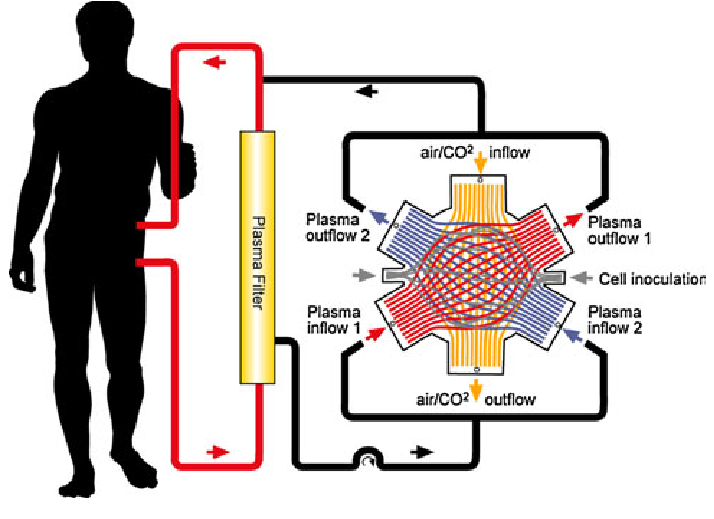 air/CO² inflow
Plasma
outflow 2
Plasma
outflow 1
Plasma Filter
Cell inoculation
Plasma
inflow 1
Plasma
inflow 2
air/CO² outflow